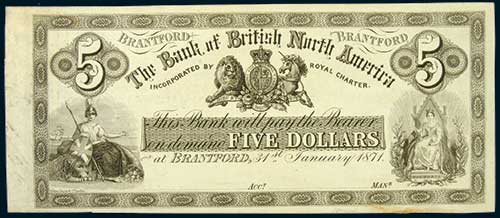 BRANTFORD BRANTFORD
5 The Bank of British North America 5
INCORPORATED BY ROYAL CHARTER.
This Bank will pay the Bearer
on demand FIVE DOLLARS
at BRANTFORD, 31st January 1871.
ACCT. MANR.